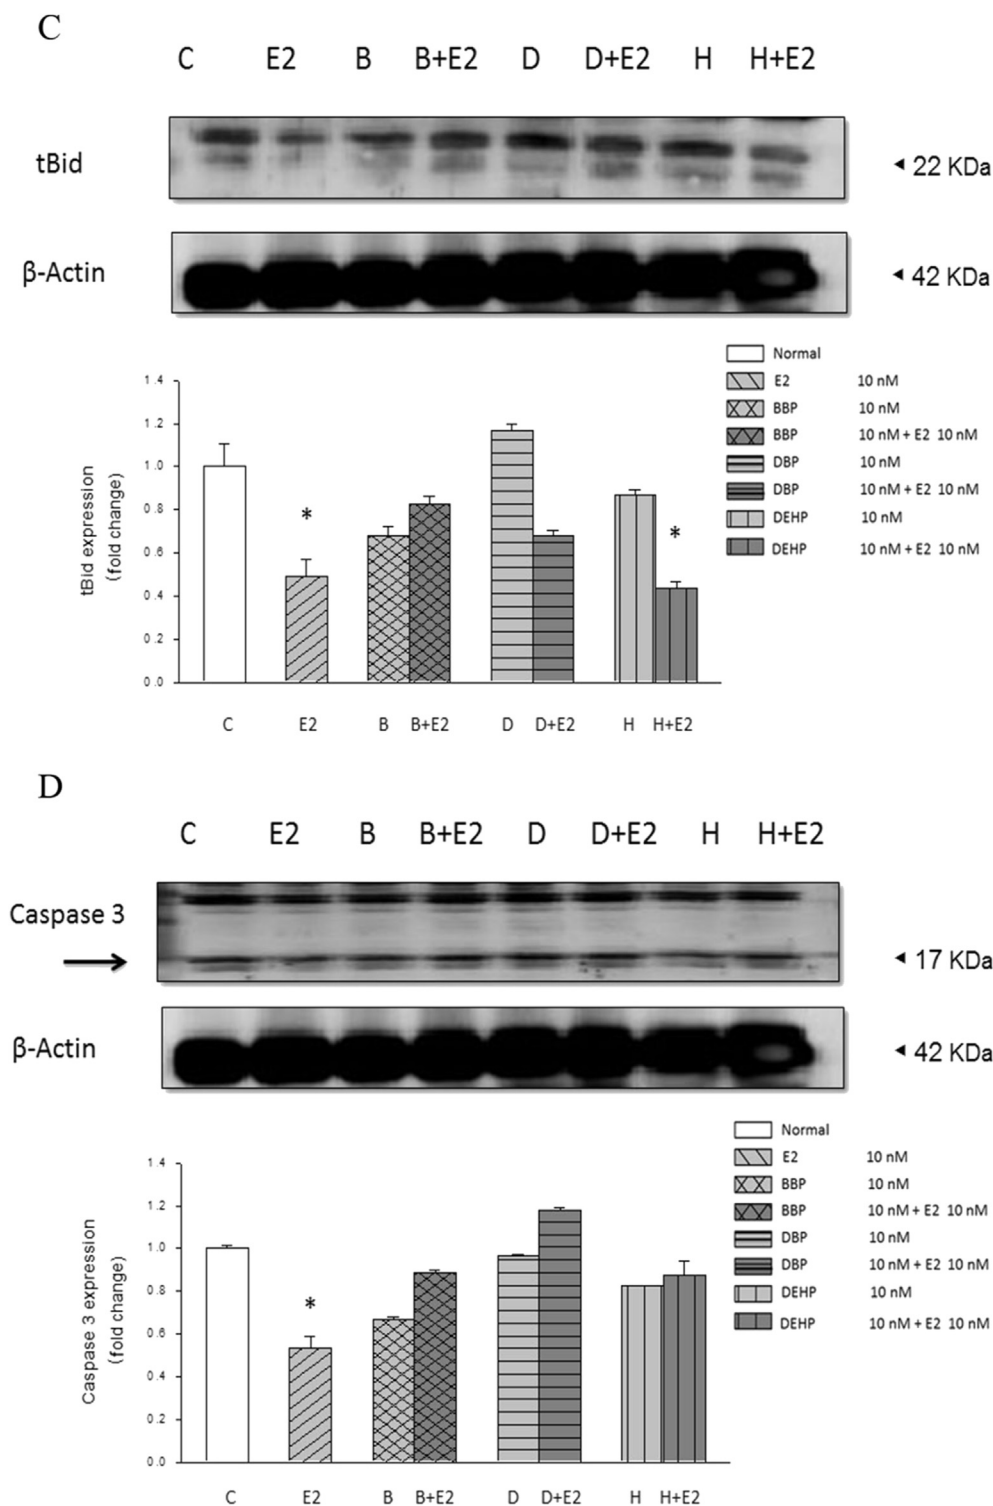 C
C E2 B B+E2 D D+E2 H H+E2
tBid ◄ 22 KDa
β-Actin ◄ 42 KDa
Normal
E2 10 nM
BBP 10 nM
BBP 10 nM + E2 10 nM
DBP 10 nM
DBP 10 nM + E2 10 nM
DEHP 10 nM
DEHP 10 nM + E2 10 nM
tBid expression
(fold change)
1.4
1.2
1.0
0.8
0.6
0.4
0.2
0.0
*
*
C E2 B B+E2 D D+E2 H H+E2
D
C E2 B B+E2 D D+E2 H H+E2
Caspase 3
◄ 17 KDa
β-Actin ◄ 42 KDa
Normal
E2 10 nM
BBP 10 nM
BBP 10 nM + E2 10 nM
DBP 10 nM
DBP 10 nM + E2 10 nM
DEHP 10 nM
DEHP 10 nM + E2 10 nM
Caspase 3 expression
(fold change)
1.4
1.2
1.0
0.8
0.6
0.4
0.2
0.0
*
C E2 B B+E2 D D+E2 H H+E2